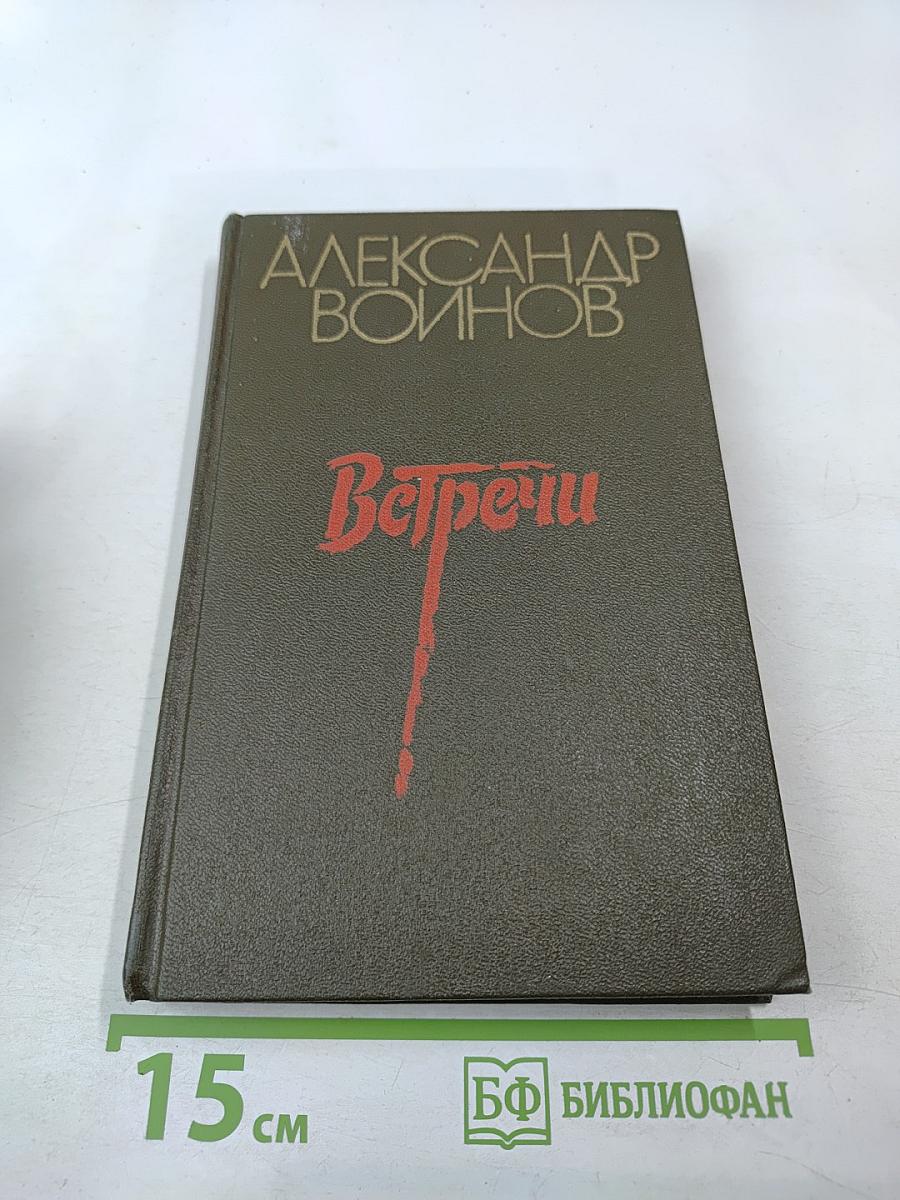 АЛЕКСАНДР
ВОИНОВ
Встречи
15 см
БФ БИБЛИОФАН